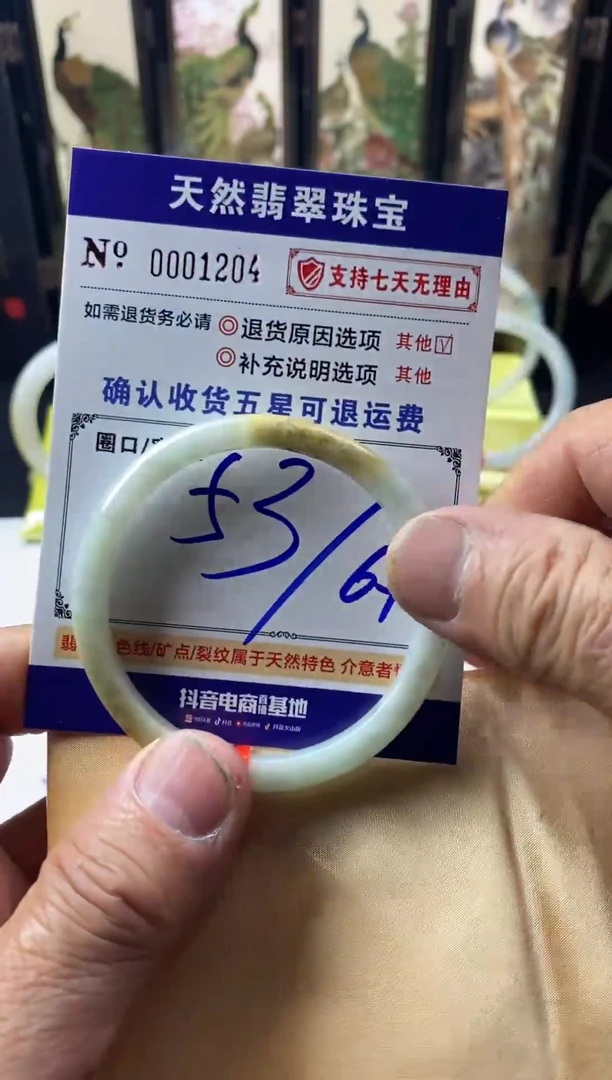 天然翡翠珠宝
Nº 0001204 支持七天无理由
如需退货务必请 ◎退货原因选项 其他☑
◎补充说明选项 其他
确认收货五星可退运费
圈口/
53/6
色线/矿点/裂纹属于天然特色 介意者
抖音电商直播基地